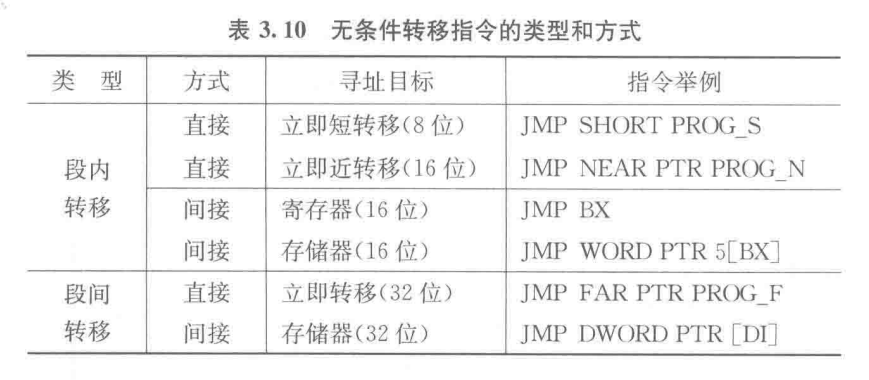 表 3.10 无条件转移指令的类型和方式
类 型 方式 寻址目标 指令举例
直接 立即短转移(8 位) JMP SHORT PROG_S
段内 直接 立即近转移(16 位) JMP NEAR PTR PROG_N
转移 间接 寄存器(16 位) JMP BX
间接 存储器(16 位) JMP WORD PTR 5[BX]
段间 直接 立即转移(32 位) JMP FAR PTR PROG_F
转移 间接 存储器(32 位) JMP DWORD PTR [DI]